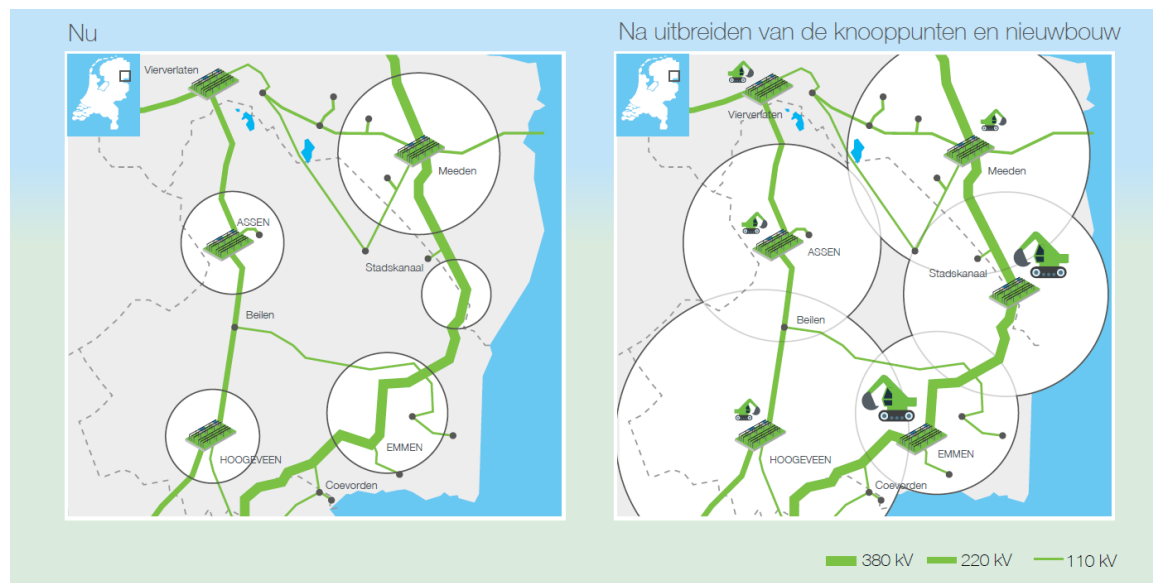 Nu
Vierverlaten
Meeden
ASSEN
Stadskanaal
Beilen
EMMEN
HOOGEVEEN
Coevorden
Na uitbreiden van de knooppunten en nieuwbouw
Vierverlaten
Meeden
ASSEN
Stadskanaal
Beilen
HOOGEVEEN
EMMEN
Coevorden
380 kV 220 kV 110 kV